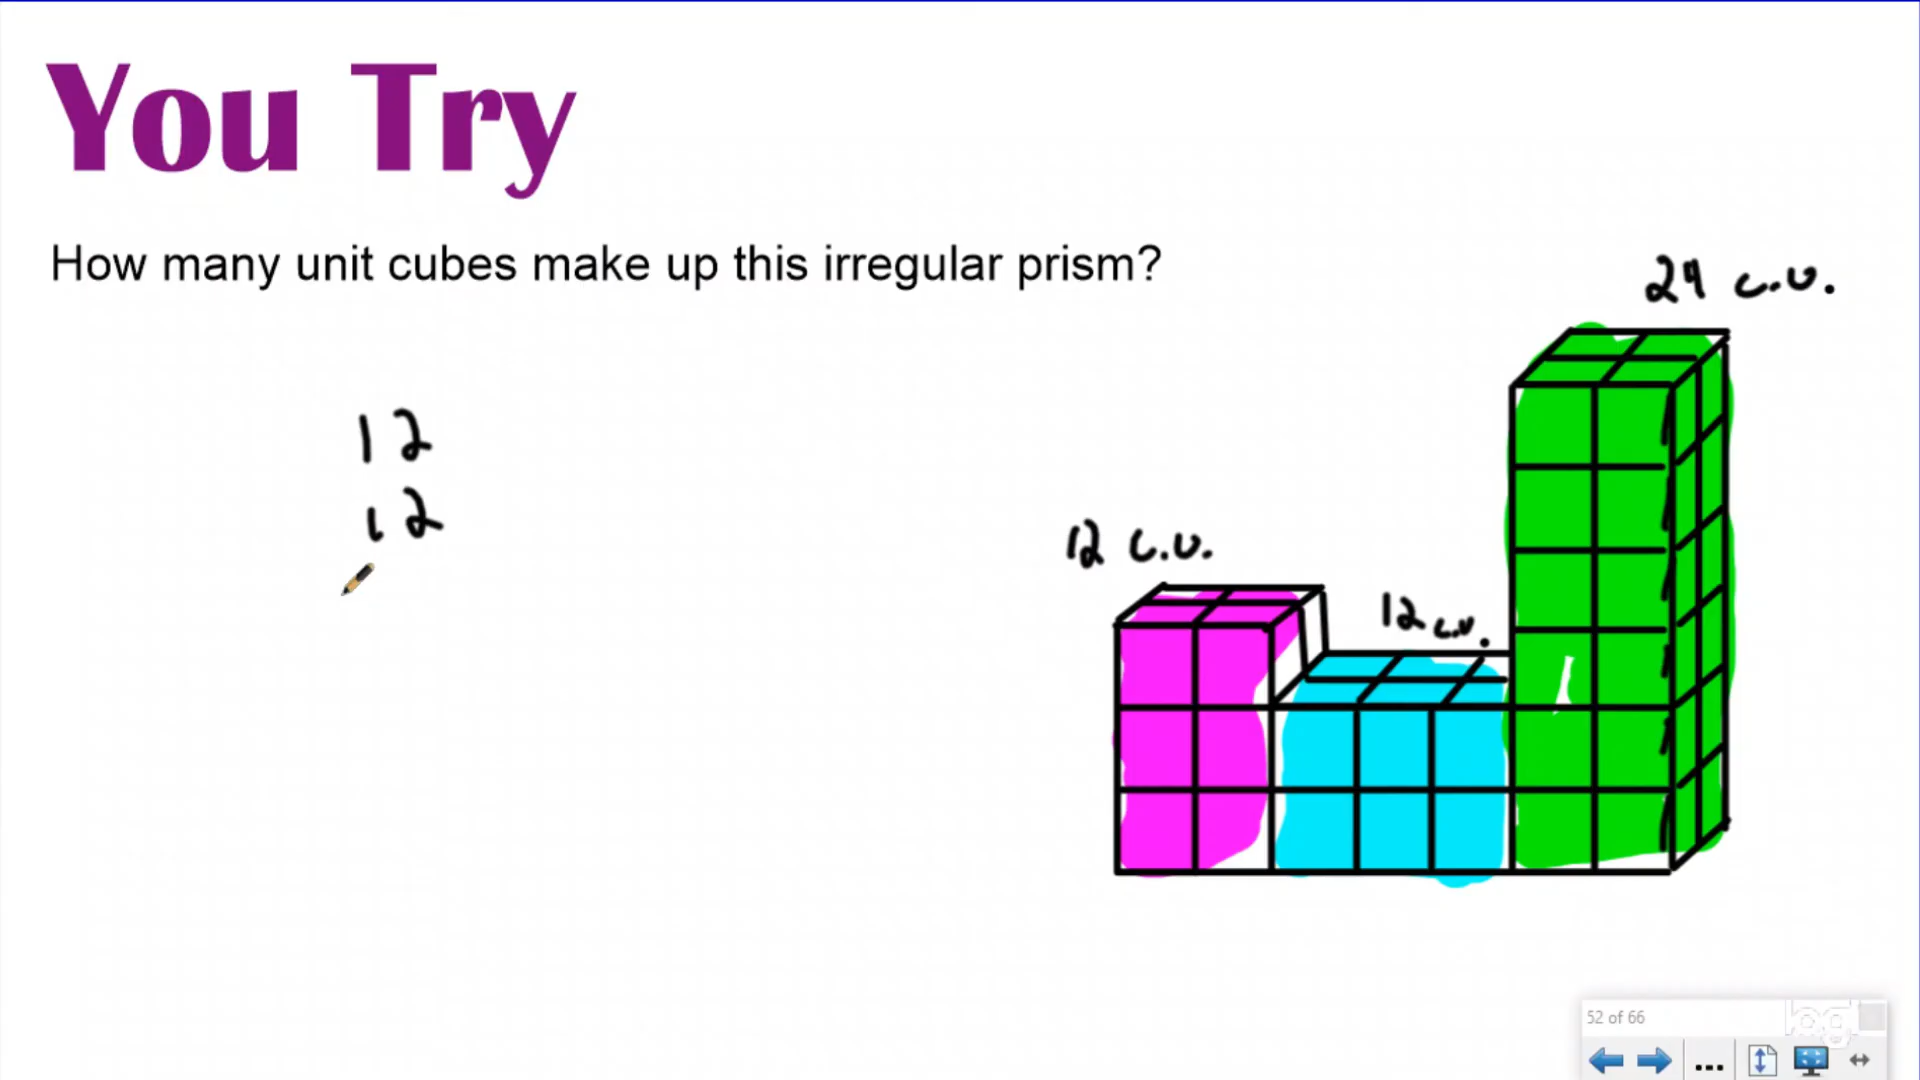 You Try
How many unit cubes make up this irregular prism?
24 c.u.
12
12
12 c.u.
12 c.u.
52 of 66